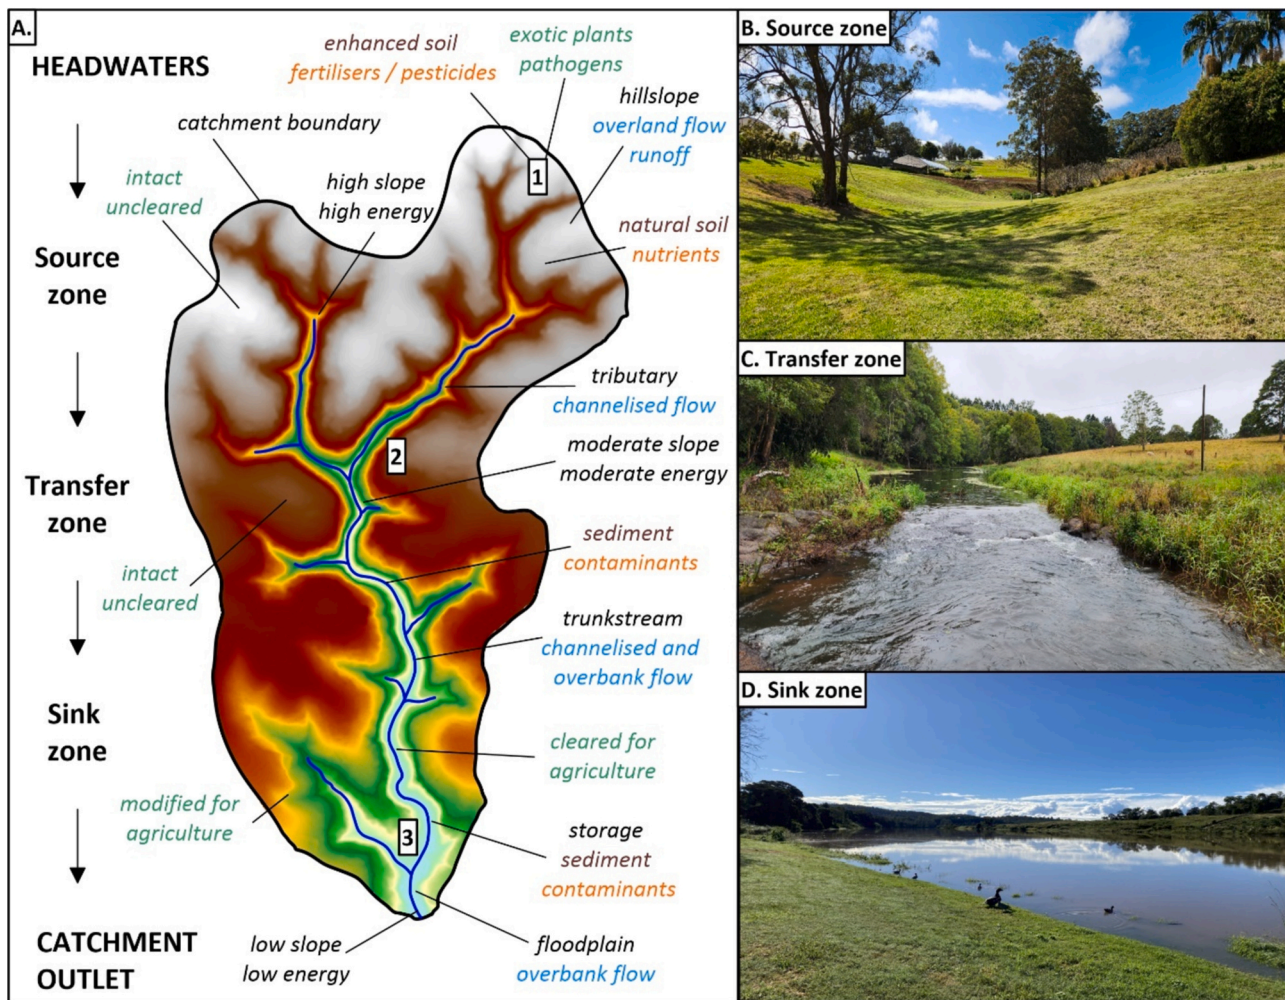 A.
HEADWATERS
Source
zone
Transfer
zone
Sink
zone
CATCHMENT
OUTLET
enhanced soil
fertilisers / pesticides
exotic plants
pathogens
catchment boundary
hillslope
overland flow
runoff
intact
uncleared
high slope
high energy
1
natural soil
nutrients
tributary
channelised flow
2
moderate slope
moderate energy
sediment
contaminants
intact
uncleared
trunkstream
channelised and
overbank flow
cleared for
agriculture
modified for
agriculture
3
storage
sediment
contaminants
low slope
low energy
floodplain
overbank flow
B. Source zone
C. Transfer zone
D. Sink zone